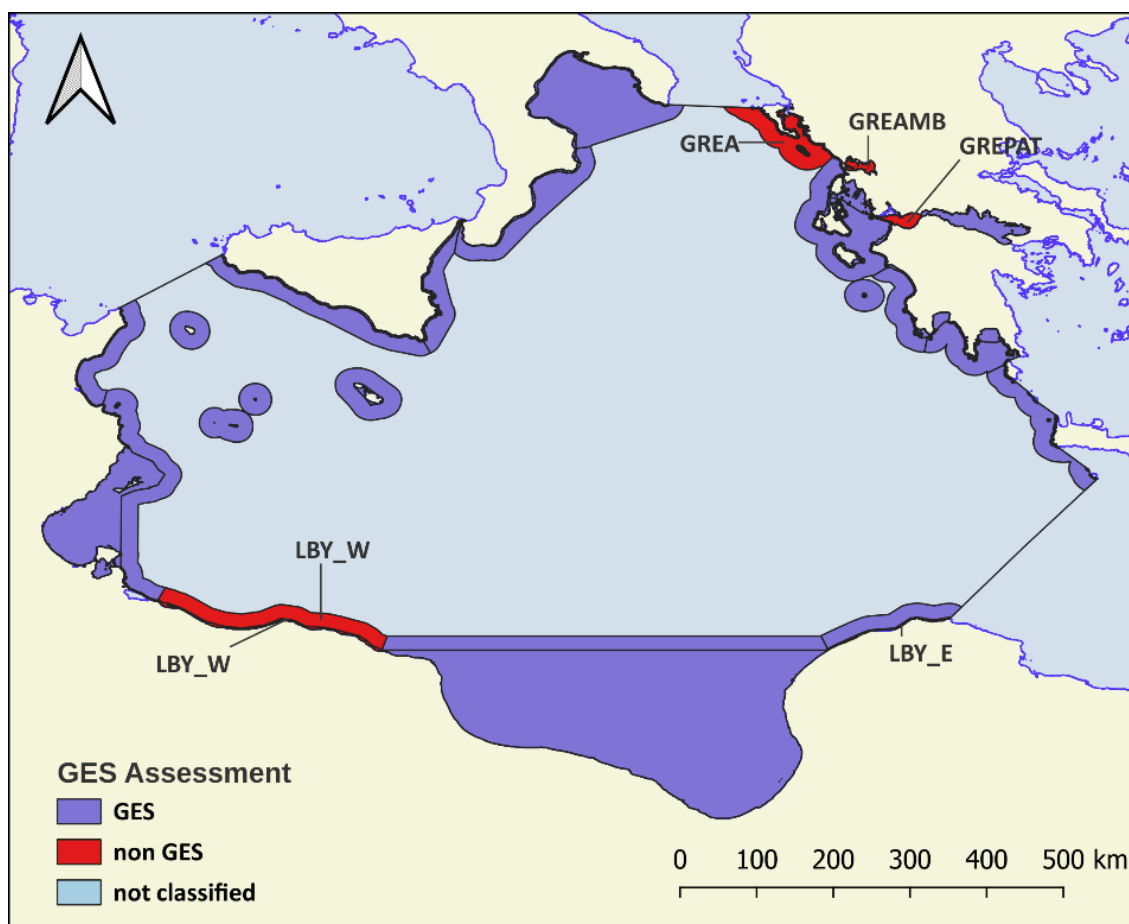 GREAMB
GREA
GREPAT
LBY_W
LBY_W
LBY_E
GES Assessment
GES
non GES
not classified
0 100 200 300 400 500 km